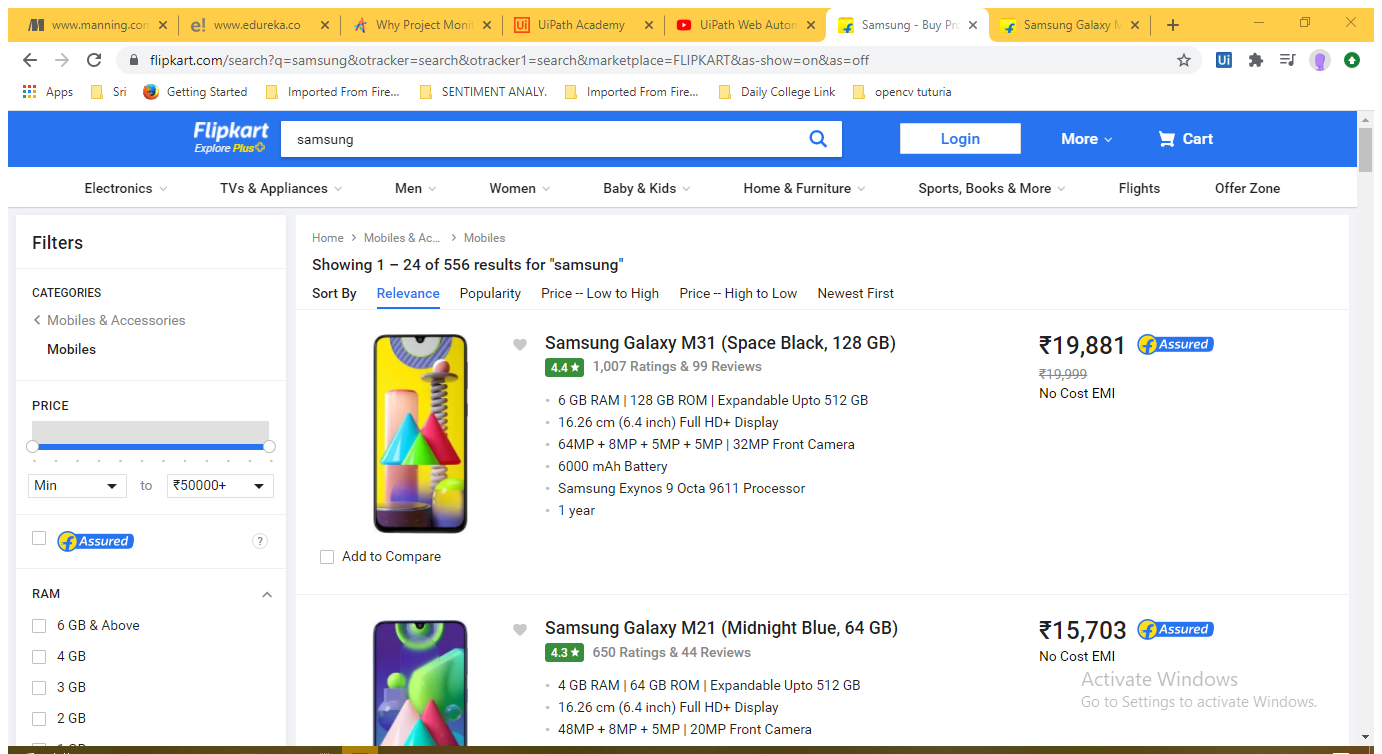 www.manning.con
www.edureka.co
Why Project Monit
UiPath Academy
UiPath Web Autom
Samsung - Buy Pro
Samsung Galaxy M
flipkart.com/search?q=samsung&otracker=search&otracker1=search&marketplace=FLIPKART&as-show=on&as=off
Apps
Sri
Getting Started
Imported From Fire...
SENTIMENT ANALY.
Imported From Fire...
Daily College Link
opencv tuturia
Flipkart
Explore Plus
samsung
Login
More
Cart
Electronics
TVs & Appliances
Men
Women
Baby & Kids
Home & Furniture
Sports, Books & More
Flights
Offer Zone
Filters
CATEGORIES
Mobiles & Accessories
Mobiles
PRICE
Min
to
₹50000+
Assured
?
RAM
6 GB & Above
4 GB
3 GB
2 GB
Home > Mobiles & Ac... > Mobiles
Showing 1 – 24 of 556 results for "samsung"
Sort By
Relevance
Popularity
Price -- Low to High
Price -- High to Low
Newest First
Samsung Galaxy M31 (Space Black, 128 GB)
4.4 ★ 1,007 Ratings & 99 Reviews
6 GB RAM | 128 GB ROM | Expandable Upto 512 GB
16.26 cm (6.4 inch) Full HD+ Display
64MP + 8MP + 5MP + 5MP | 32MP Front Camera
6000 mAh Battery
Samsung Exynos 9 Octa 9611 Processor
1 year
₹19,881
Assured
₹19,999
No Cost EMI
Add to Compare
Samsung Galaxy M21 (Midnight Blue, 64 GB)
4.3 ★ 650 Ratings & 44 Reviews
4 GB RAM | 64 GB ROM | Expandable Upto 512 GB
16.26 cm (6.4 inch) Full HD+ Display
48MP + 8MP + 5MP | 20MP Front Camera
₹15,703
Assured
No Cost EMI
Activate Windows
Go to Settings to activate Windows.